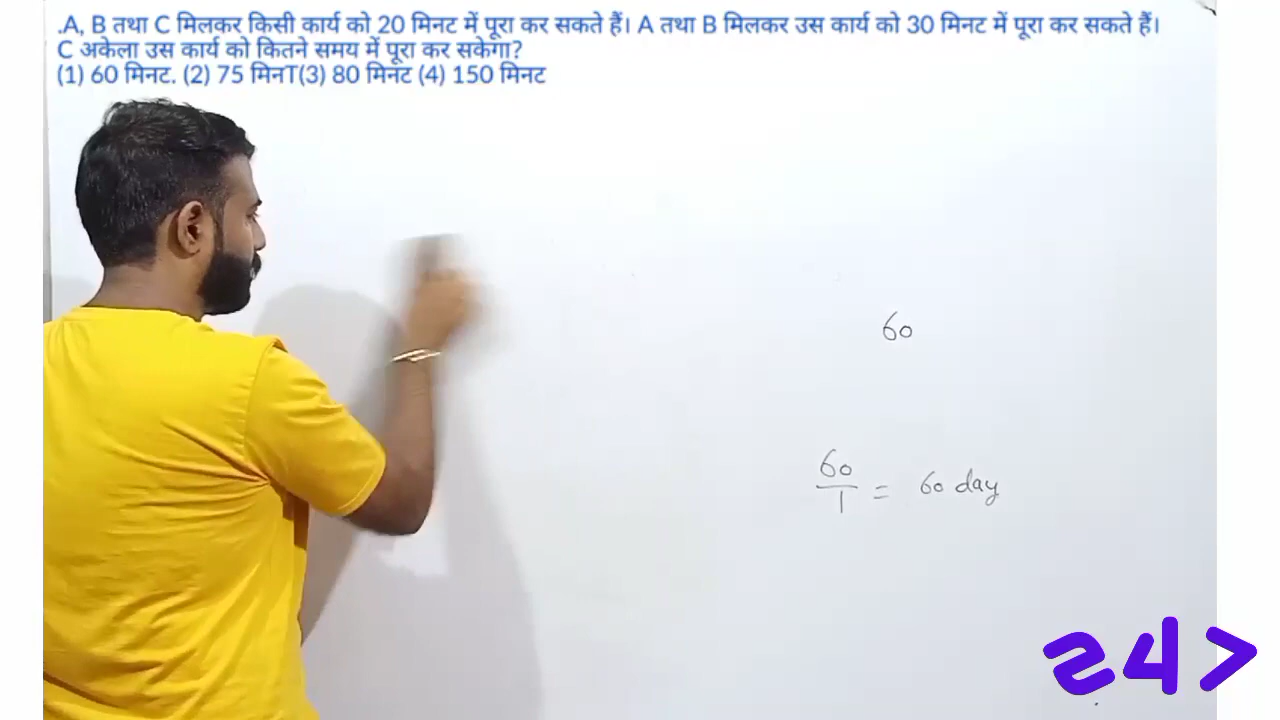 .A, B तथा C मिलकर किसी कार्य को 20 मिनट में पूरा कर सकते हैं। A तथा B मिलकर उस कार्य को 30 मिनट में पूरा कर सकते हैं।
C अकेला उस कार्य को कितने समय में पूरा कर सकेगा?
(1) 60 मिनट. (2) 75 मिनT(3) 80 मिनट (4) 150 मिनट
60
60
1 = 60 day
247